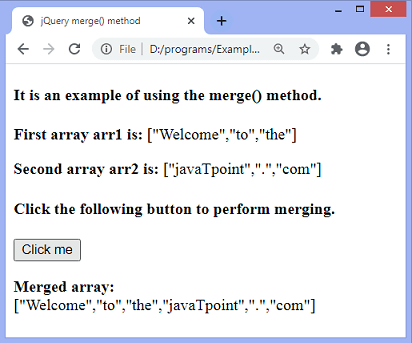 jQuery merge() method
File | D:/programs/Exampl...
It is an example of using the merge() method.
First array arr1 is: ["Welcome","to","the"]
Second array arr2 is: ["javaTpoint",".","com"]
Click the following button to perform merging.
Click me
Merged array:
["Welcome","to","the","javaTpoint",".","com"]